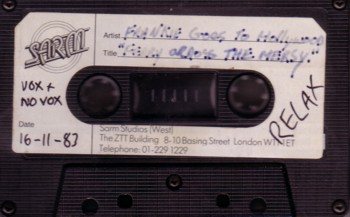 SARM
Artist FRANKIE GOES TO HOLLYWOOD
Title "FERRY ACROSS THE MERSEY"
VOX +
NO VOX
Date
16-11-83
Sarm Studios (West)
The ZTT Building 8-10 Basing Street London W11 1ET
Telephone: 01-229 1229
RELAX